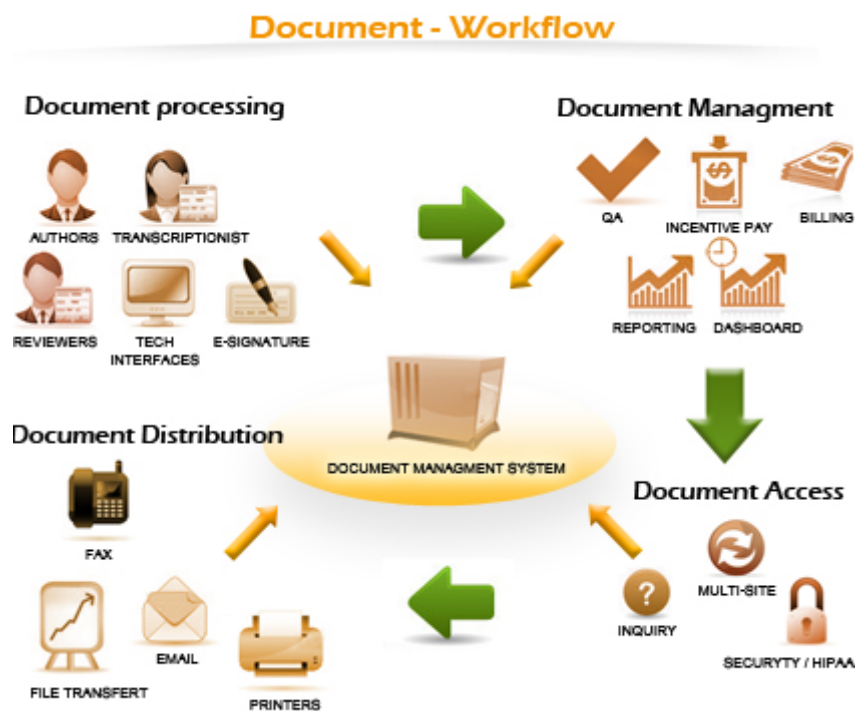 Document - Workflow
Document processing
AUTHORS
TRANSCRIPTIONIST
REVIEWERS
TECH
INTERFACES
E-SIGNATURE
Document Managment
QA
INCENTIVE PAY
BILLING
REPORTING
DASHBOARD
DOCUMENT MANAGMENT SYSTEM
Document Distribution
FAX
FILE TRANSFERT
EMAIL
PRINTERS
Document Access
MULTI-SITE
INQUIRY
SECURYTY / HIPAA